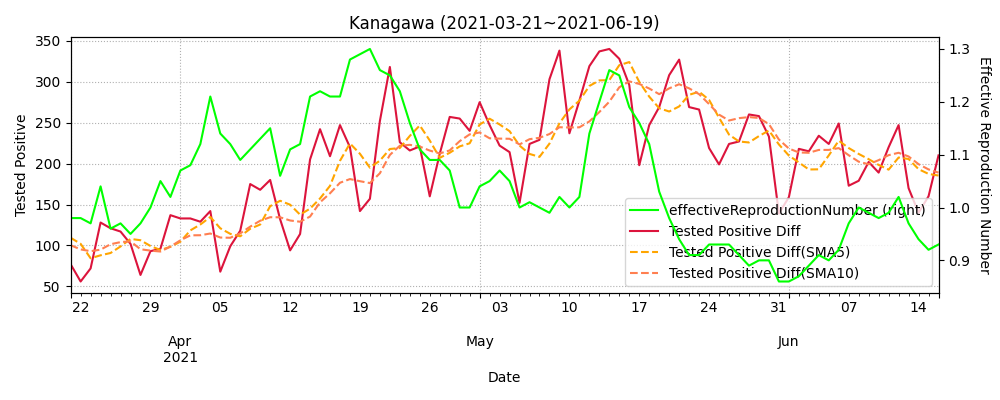 Kanagawa (2021-03-21~2021-06-19)
350
300
250
200
150
100
50
Tested Positive
1.3
1.2
1.1
1.0
0.9
Effective Reproduction Number
effectiveReproductionNumber (right)
Tested Positive Diff
Tested Positive Diff(SMA5)
Tested Positive Diff(SMA10)
22 29 05 12 19 26 03 10 17 24 31 07 14
Apr May Jun
2021
Date